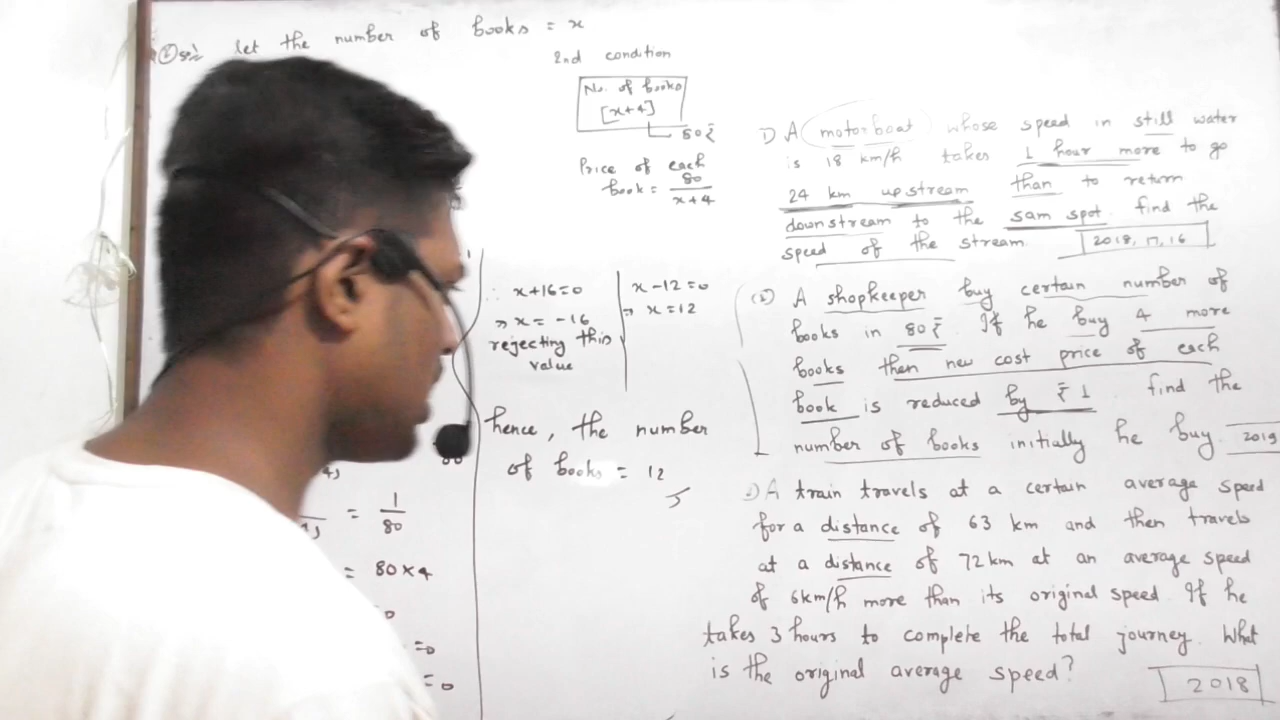 let the number of books = x
2nd condition
No. of books
[x+4]
80₹
Price of each
book = 80/x+4
∴ x+16=0
⇒ x = -16
rejecting this
value
x-12=0
⇒ x=12
hence, the number
of books = 12
= 1/80
= 80×4
=0
=0
1) A motorboat whose speed in still water
is 18 km/h takes 1 hour more to go
24 km upstream than to return
downstream to the sam spot. find the
speed of the stream. 2018, 17, 16
A shopkeeper buy certain number of
books in 80₹. If he buy 4 more
books then new cost price of each
book is reduced by ₹1 find the
number of books initially he buy. 2019
A train travels at a certain average speed
for a distance of 63 km and then travels
at a distance of 72 km at an average speed
of 6km/h more than its original speed. If he
takes 3 hours to complete the total journey. What
is the original average speed?
2018